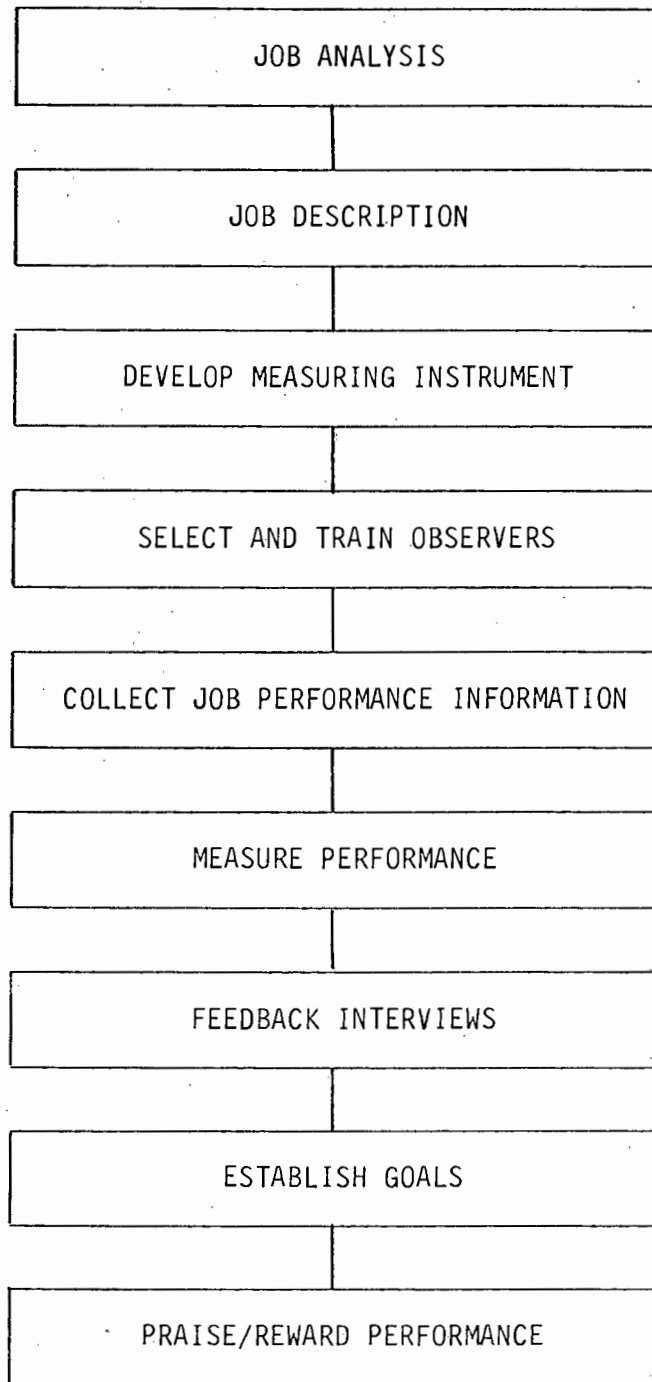 JOB ANALYSIS
JOB DESCRIPTION
DEVELOP MEASURING INSTRUMENT
SELECT AND TRAIN OBSERVERS
COLLECT JOB PERFORMANCE INFORMATION
MEASURE PERFORMANCE
FEEDBACK INTERVIEWS
ESTABLISH GOALS
PRAISE/REWARD PERFORMANCE